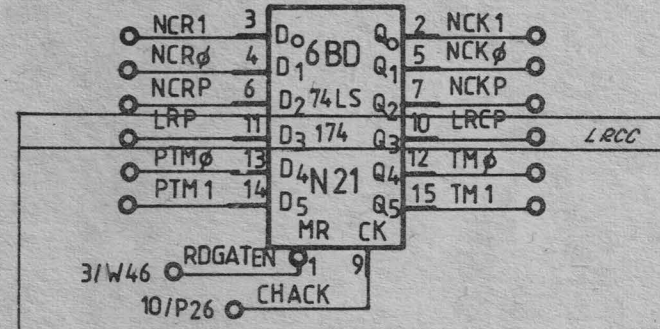 NCR1 3 D0 6BD Q0 2 NCK1
NCRø 4 D1 Q1 5 NCKø
NCRP 6 D2 74LS Q2 7 NCKP
LRP 11 D3 174 Q3 10 LRCP LRCC
PTMø 13 D4 N21 Q4 12 TMø
PTM1 14 D5 Q5 15 TM1
MR CK
RDGATEN 1 9
3/W46
10/P26 CHACK